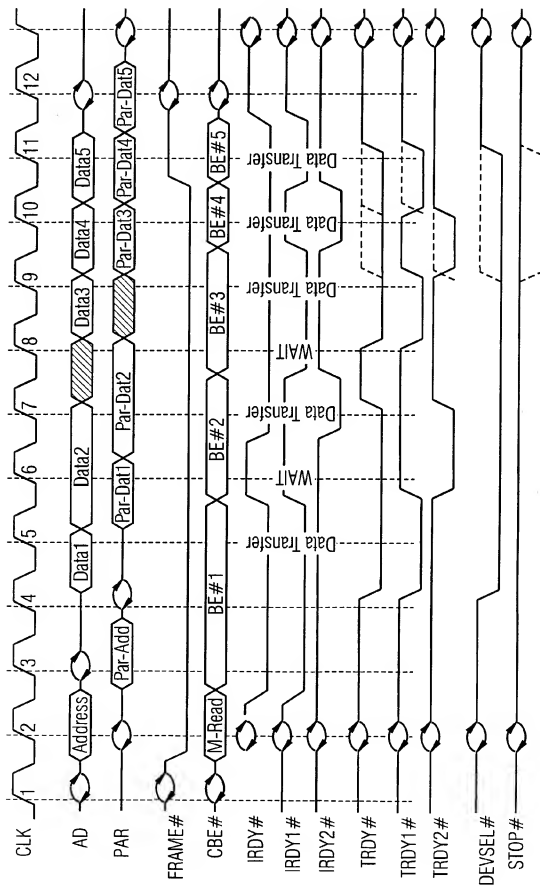 CLK 1 2 3 4 5 6 7 8 9 10 11 12
AD Address Data1 Data2 Data3 Data4 Data5
PAR Par-Add Par-Dat1 Par-Dat2 Par-Dat3 Par-Dat4 Par-Dat5
FRAME#
CBE# M-Read BE#1 BE#2 BE#3 BE#4 BE#5
IRDY#
IRDY1#
IRDY2#
Data Transfer WAIT Data Transfer WAIT Data Transfer Data Transfer Data Transfer
TRDY#
TRDY1#
TRDY2#
DEVSEL#
STOP#